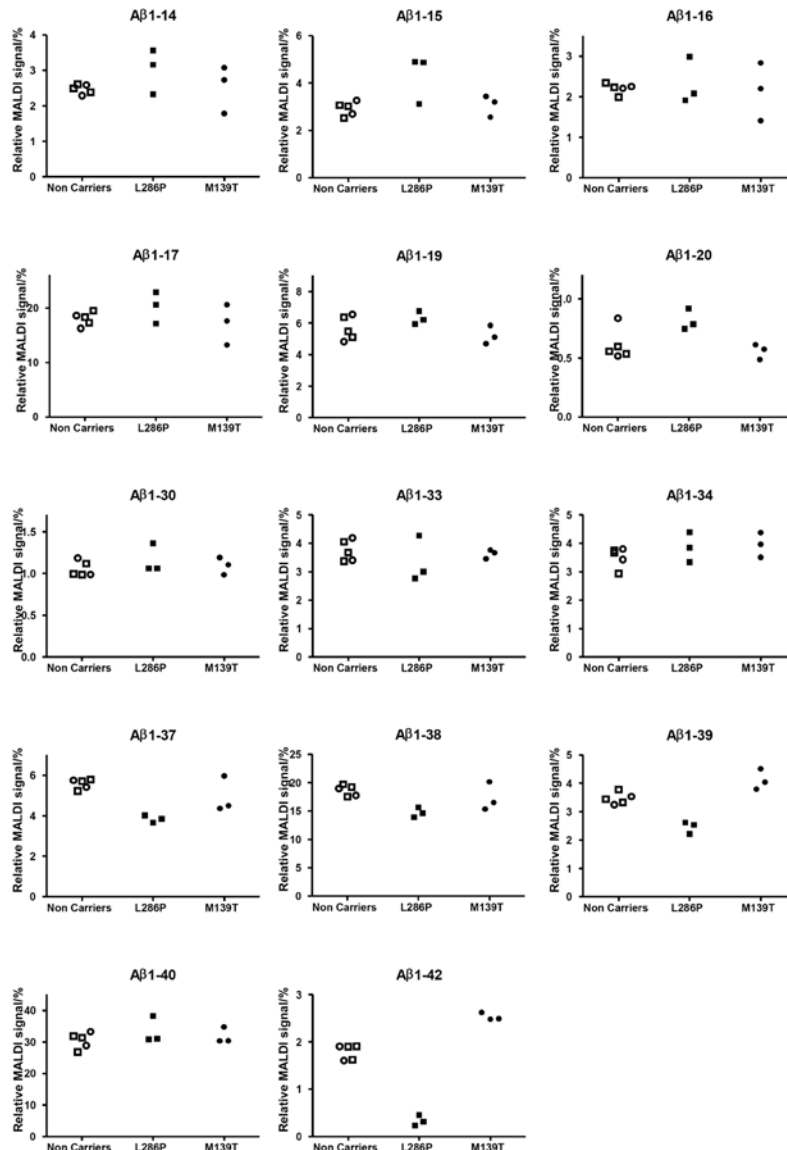 Aβ1-14
Aβ1-15
Aβ1-16
Relative MALDI signal/%
4
3
2
1
0
Non Carriers L286P M139T
Relative MALDI signal/%
6
4
2
0
Non Carriers L286P M139T
Relative MALDI signal/%
3
2
1
0
Non Carriers L286P M139T
Aβ1-17
Aβ1-19
Aβ1-20
Relative MALDI signal/%
20
10
0
Non Carriers L286P M139T
Relative MALDI signal/%
8
6
4
2
0
Non Carriers L286P M139T
Relative MALDI signal/%
1.0
0.5
0.0
Non Carriers L286P M139T
Aβ1-30
Aβ1-33
Aβ1-34
Relative MALDI signal/%
1.5
1.0
0.5
0.0
Non Carriers L286P M139T
Relative MALDI signal/%
5
4
3
2
1
0
Non Carriers L286P M139T
Relative MALDI signal/%
5
4
3
2
1
0
Non Carriers L286P M139T
Aβ1-37
Aβ1-38
Aβ1-39
Relative MALDI signal/%
6
4
2
0
Non Carriers L286P M139T
Relative MALDI signal/%
25
20
15
10
5
0
Non Carriers L286P M139T
Relative MALDI signal/%
5
4
3
2
1
0
Non Carriers L286P M139T
Aβ1-40
Aβ1-42
Relative MALDI signal/%
40
30
20
10
0
Non Carriers L286P M139T
Relative MALDI signal/%
3
2
1
0
Non Carriers L286P M139T